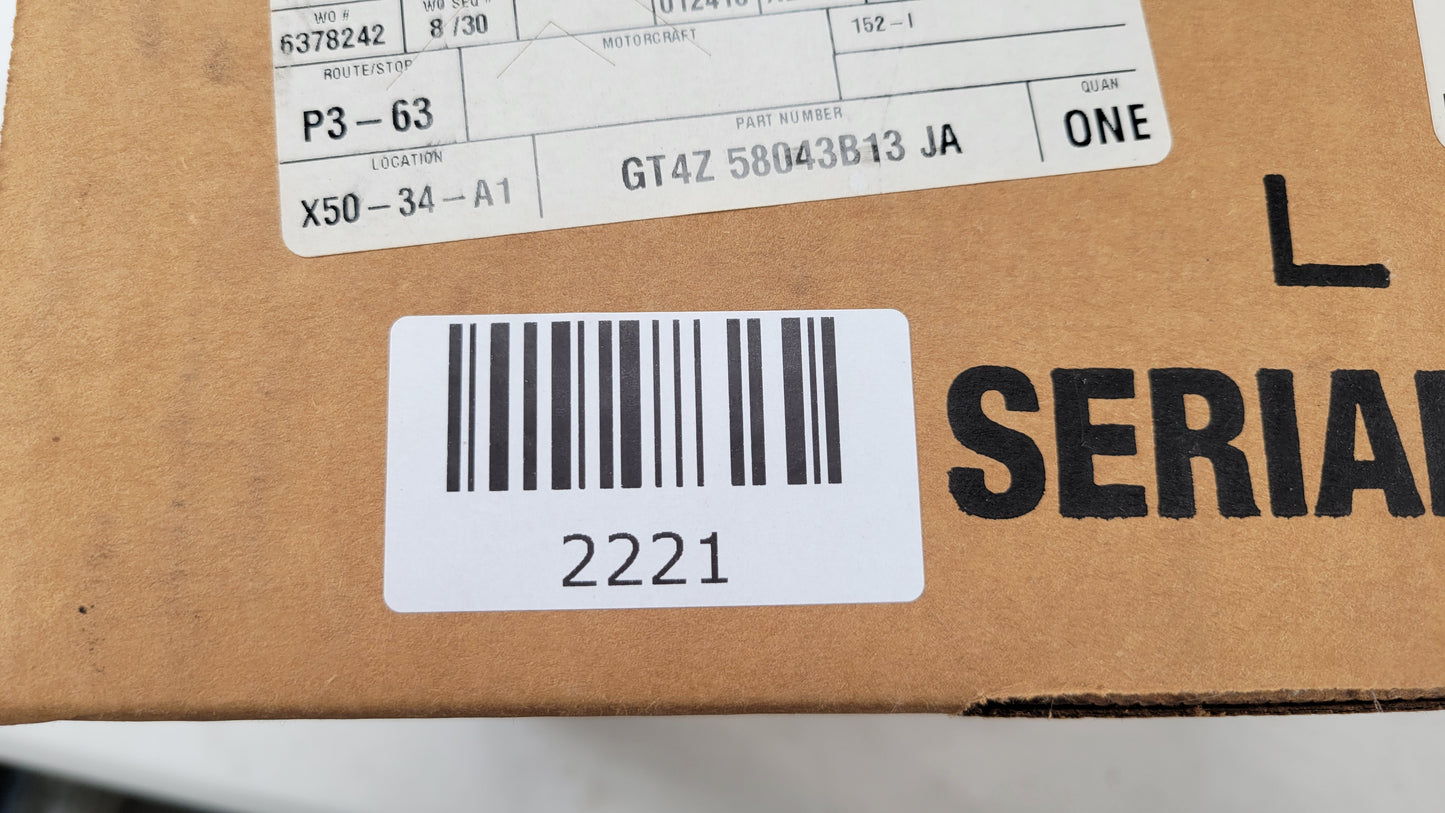 WO #
6378242
WO SEQ #
8 /30
MOTORCRAFT
152-I
ROUTE/STOP
P3-63
PART NUMBER
QUAN
LOCATION
X50-34-A1
GT4Z 58043B13 JA
ONE
L
SERIAL
2221